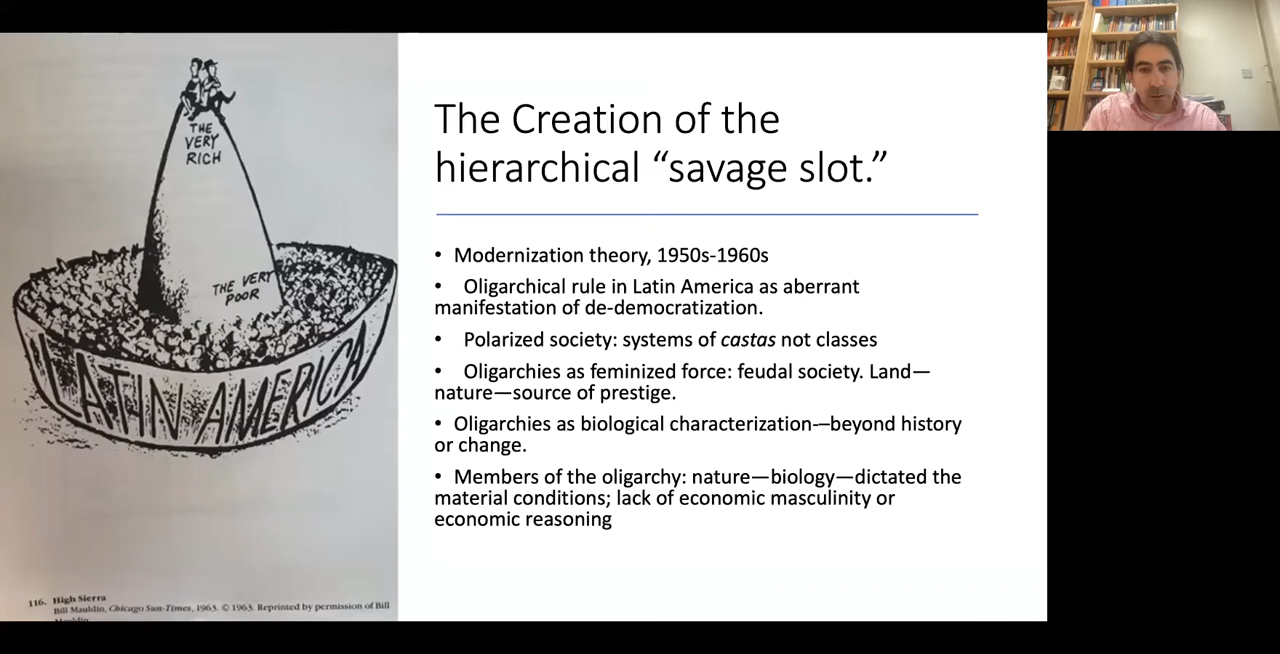 THE
VERY
RICH
THE VERY
POOR
LATIN AMERICA
116. High Sierra
Bill Mauldin, Chicago Sun-Times, 1963. © 1963. Reprinted by permission of Bill
Mauldin
The Creation of the
hierarchical “savage slot.”
• Modernization theory, 1950s-1960s
• Oligarchical rule in Latin America as aberrant
manifestation of de-democratization.
• Polarized society: systems of castas not classes
• Oligarchies as feminized force: feudal society. Land—
nature—source of prestige.
• Oligarchies as biological characterization-–beyond history
or change.
• Members of the oligarchy: nature—biology—dictated the
material conditions; lack of economic masculinity or
economic reasoning